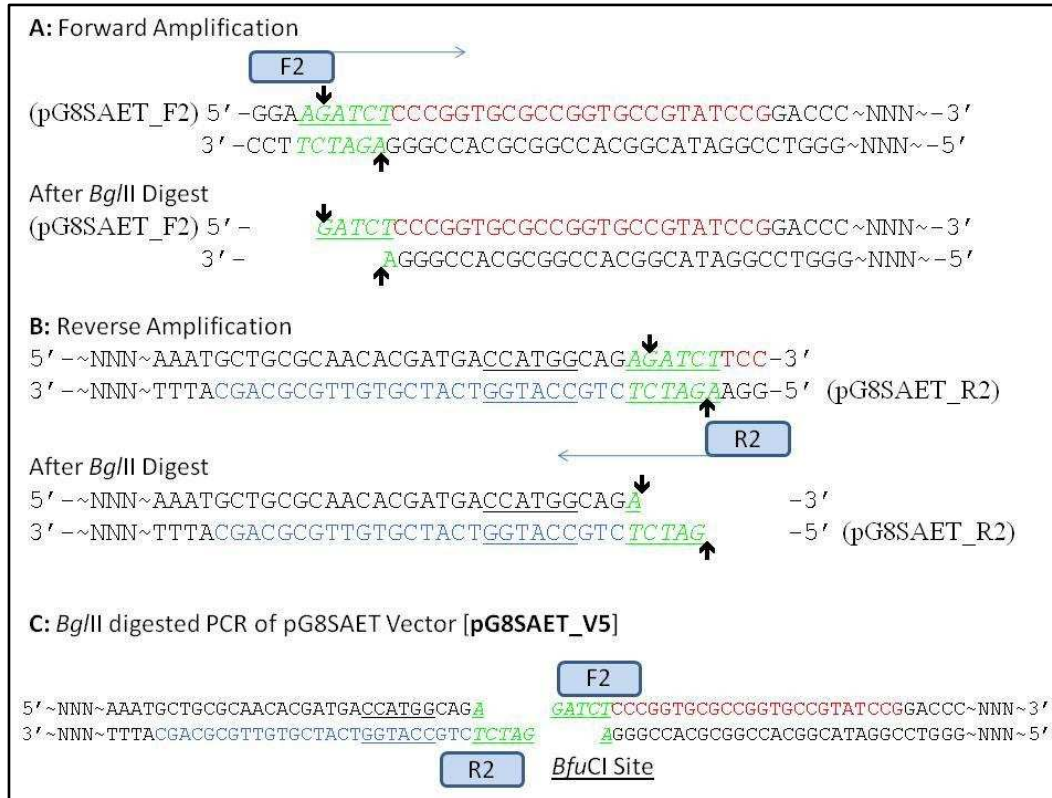 A: Forward Amplification
F2
(pG8SAET_F2) 5′-GGAAGATCTCCCGGTGCGCCGGTGCCGTATCCGGACCC~NNN~-3′
3′-CCTTCTAGAGGGCCACGCGGCCACGGCATAGGCCTGGG~NNN~-5′
After BglII Digest
(pG8SAET_F2) 5′- GATCTCCCGGTGCGCCGGTGCCGTATCCGGACCC~NNN~-3′
3′- AGGGCCACGCGGCCACGGCATAGGCCTGGG~NNN~-5′
B: Reverse Amplification
5′-~NNN~AAATGCTGCGCAACACGATGACCATGGCAGAGATCTTCC-3′
3′-~NNN~TTTACGACGCGTTGTGCTACTGGTACCGTCTCTAGAAGG-5′ (pG8SAET_R2)
R2
After BglII Digest
5′-~NNN~AAATGCTGCGCAACACGATGACCATGGCAGA -3′
3′-~NNN~TTTACGACGCGTTGTGCTACTGGTACCGTCTCTAG -5′ (pG8SAET_R2)
C: BglII digested PCR of pG8SAET Vector [pG8SAET_V5]
F2
5′~NNN~AAATGCTGCGCAACACGATGACCATGGCAGA GATCTCCCGGTGCGCCGGTGCCGTATCCGGACCC~NNN~3′
3′~NNN~TTTACGACGCGTTGTGCTACTGGTACCGTCTCTAG AGGGCCACGCGGCCACGGCATAGGCCTGGG~NNN~5′
R2 BfuCI Site